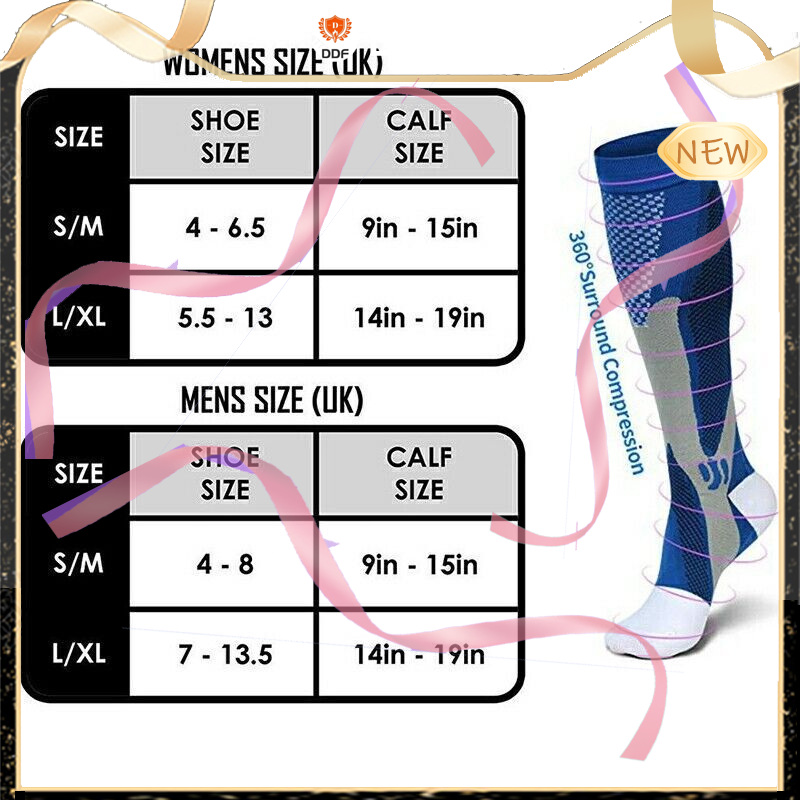 DDF
WOMENS SIZE (UK)
SIZE
SHOE
SIZE
CALF
SIZE
NEW
S/M
4 - 6.5
9in - 15in
L/XL
5.5 - 13
14in - 19in
360°Surround Compression
MENS SIZE (UK)
SIZE
SHOE
SIZE
CALF
SIZE
S/M
4 - 8
9in - 15in
L/XL
7 - 13.5
14in - 19in